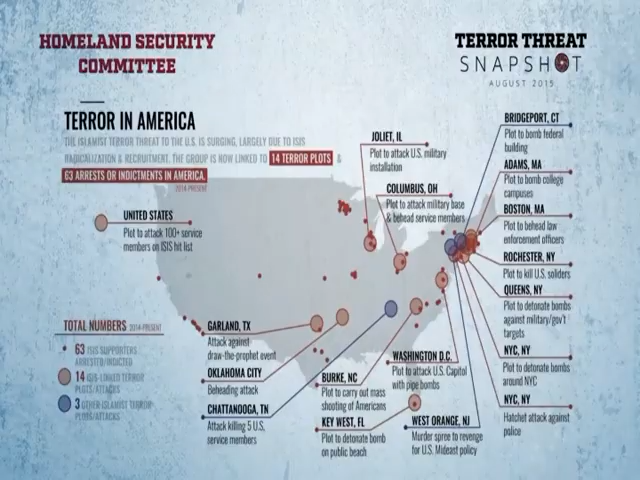 HOMELAND SECURITY
COMMITTEE
TERROR THREAT
SNAPSHOT
AUGUST 2015
TERROR IN AMERICA
THE ISLAMIST TERROR THREAT TO THE U.S. IS SURGING, LARGELY DUE TO ISIS
RADICALIZATION & RECRUITMENT. THE GROUP IS NOW LINKED TO 14 TERROR PLOTS &
63 ARRESTS OR INDICTMENTS IN AMERICA.
2014-PRESENT
UNITED STATES
Plot to attack 100+ service
members on ISIS hit list
JOLIET, IL
Plot to attack U.S. military
installation
COLUMBUS, OH
Plot to attack military base
& behead service members
BRIDGEPORT, CT
Plot to bomb federal
building
ADAMS, MA
Plot to bomb college
campuses
BOSTON, MA
Plot to behead law
enforcement officers
ROCHESTER, NY
Plot to kill U.S. soliders
QUEENS, NY
Plot to detonate bombs
against military/gov't
targets
NYC, NY
Plot to detonate bombs
around NYC
NYC, NY
Hatchet attack against
police
TOTAL NUMBERS 2014-PRESENT
63 ISIS SUPPORTERS
ARRESTED/INDICTED
14 ISIS-LINKED TERROR
PLOTS/ATTACKS
3 OTHER ISLAMIST TERROR
PLOTS/ATTACKS
GARLAND, TX
Attack against
draw-the-prophet event
OKLAHOMA CITY
Beheading attack
CHATTANOOGA, TN
Attack killing 5 U.S.
service members
BURKE, NC
Plot to carry out mass
shooting of Americans
KEY WEST, FL
Plot to detonate bomb
on public beach
WASHINGTON D.C.
Plot to attack U.S. Capitol
with pipe bombs
WEST ORANGE, NJ
Murder spree to revenge
for U.S. Mideast policy